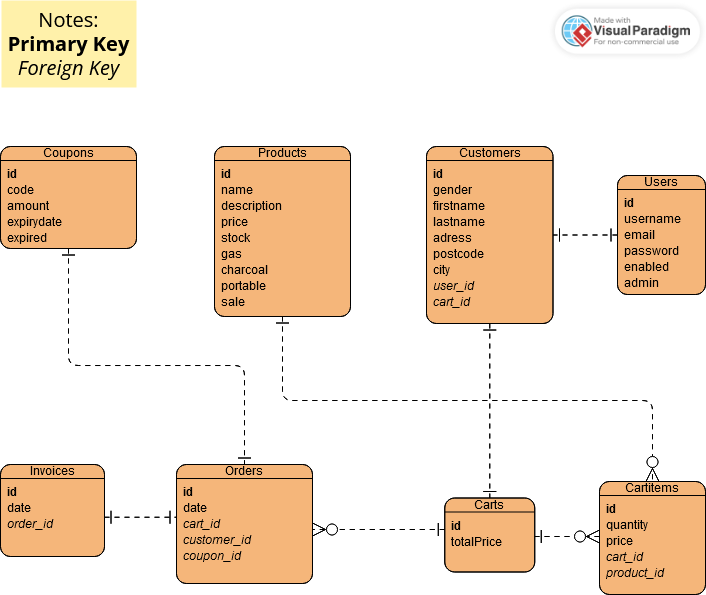 Notes:
Primary Key
Foreign Key
Made with
VisualParadigm
For non-commercial use
Coupons
id
code
amount
expirydate
expired
Products
id
name
description
price
stock
gas
charcoal
portable
sale
Customers
id
gender
firstname
lastname
adress
postcode
city
user_id
cart_id
Users
id
username
email
password
enabled
admin
Invoices
id
date
order_id
Orders
id
date
cart_id
customer_id
coupon_id
Carts
id
totalPrice
Cartitems
id
quantity
price
cart_id
product_id